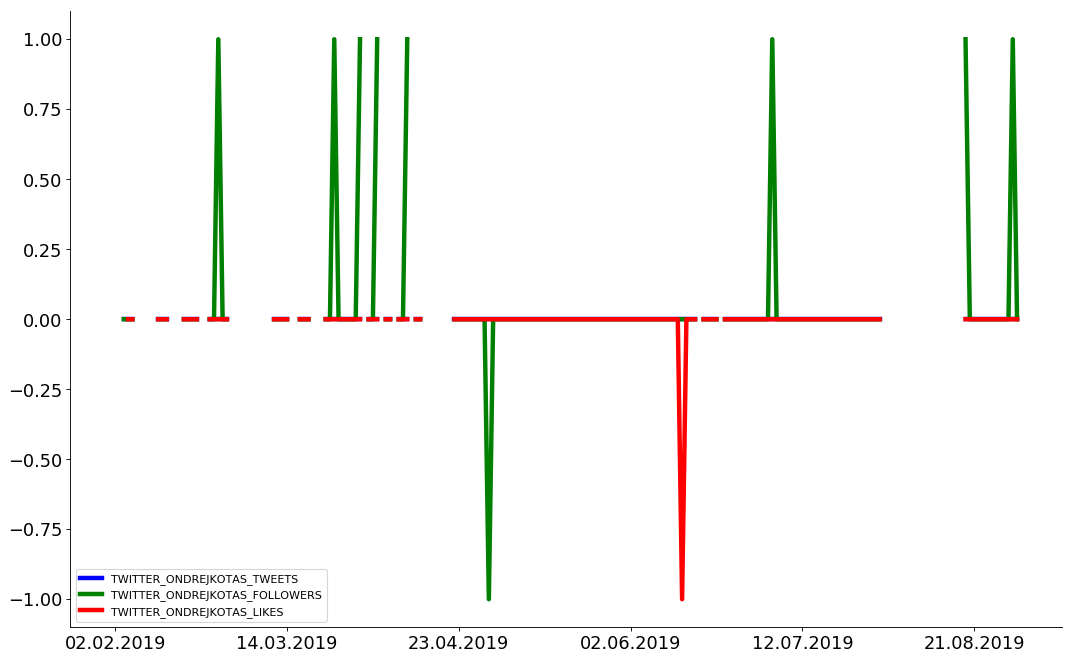 1.00
0.75
0.50
0.25
0.00
−0.25
−0.50
−0.75
−1.00
TWITTER_ONDREJKOTAS_TWEETS
TWITTER_ONDREJKOTAS_FOLLOWERS
TWITTER_ONDREJKOTAS_LIKES
02.02.2019 14.03.2019 23.04.2019 02.06.2019 12.07.2019 21.08.2019